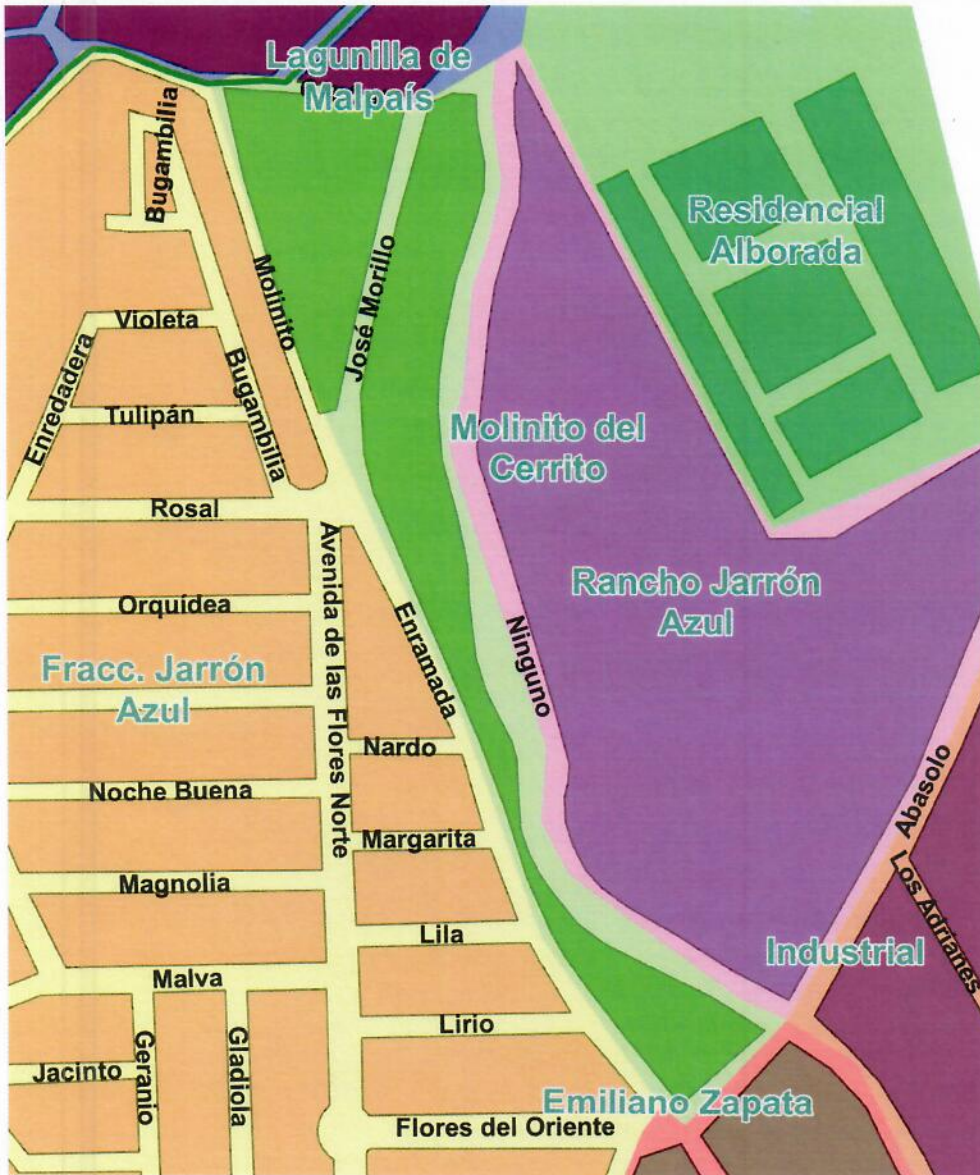 Lagunilla de
Malpaís
Bugambilia
Residencial
Alborada
Molinito
José Morillo
Violeta
Enredadera
Bugambilia
Tulipán
Molinito del
Cerrito
Rosal
Avenida de las Flores Norte
Orquídea
Enramada
Ninguno
Rancho Jarrón
Azul
Fracc. Jarrón
Azul
Nardo
Noche Buena
Margarita
Abasolo
Magnolia
Los Adrianes
Lila
Industrial
Malva
Lirio
Jacinto
Geranio
Gladiola
Emiliano Zapata
Flores del Oriente